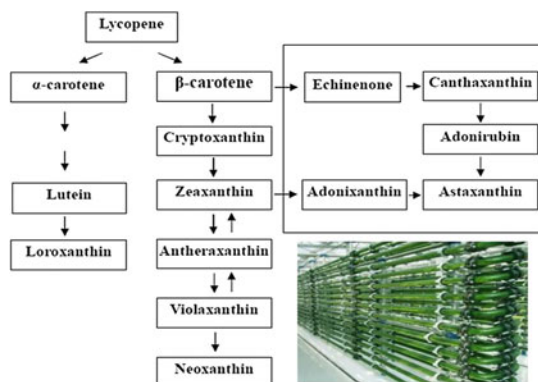 Lycopene
α-carotene
β-carotene
Echinenone
Canthaxanthin
Cryptoxanthin
Adonirubin
Lutein
Zeaxanthin
Adonixanthin
Astaxanthin
Loroxanthin
Antheraxanthin
Violaxanthin
Neoxanthin